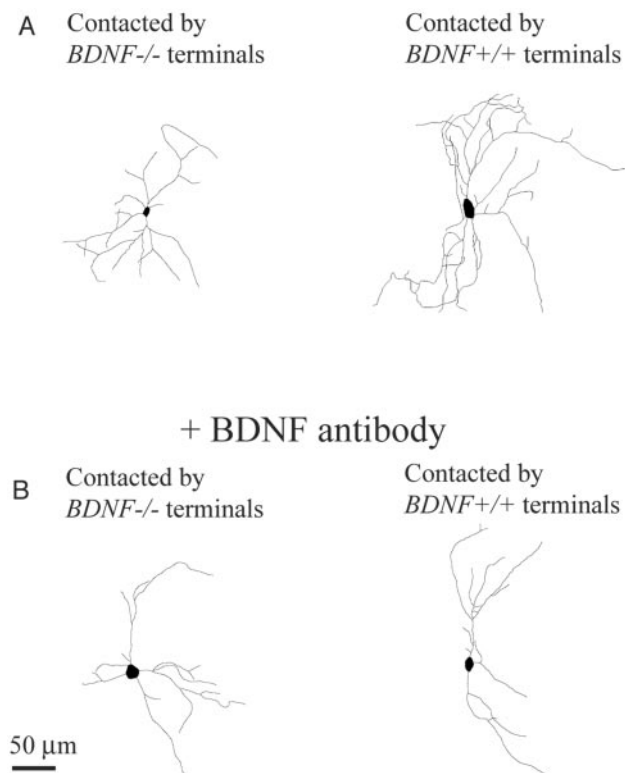 A
Contacted by
BDNF-/- terminals
Contacted by
BDNF+/+ terminals
+ BDNF antibody
B
Contacted by
BDNF-/- terminals
Contacted by
BDNF+/+ terminals
50 μm